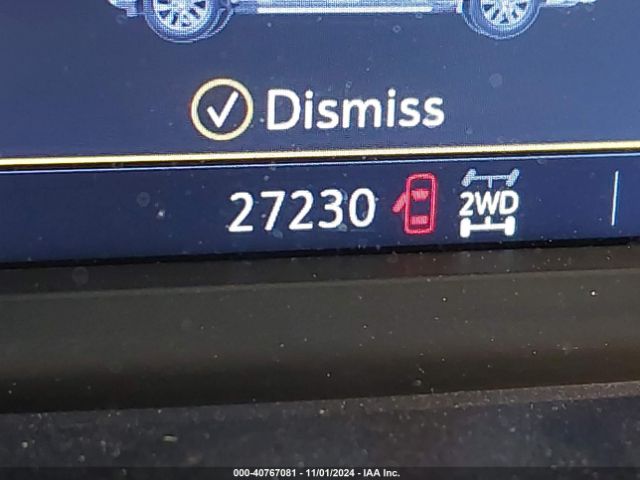 Dismiss
27230 2WD
000-40767081 - 11/01/2024 - IAA Inc.